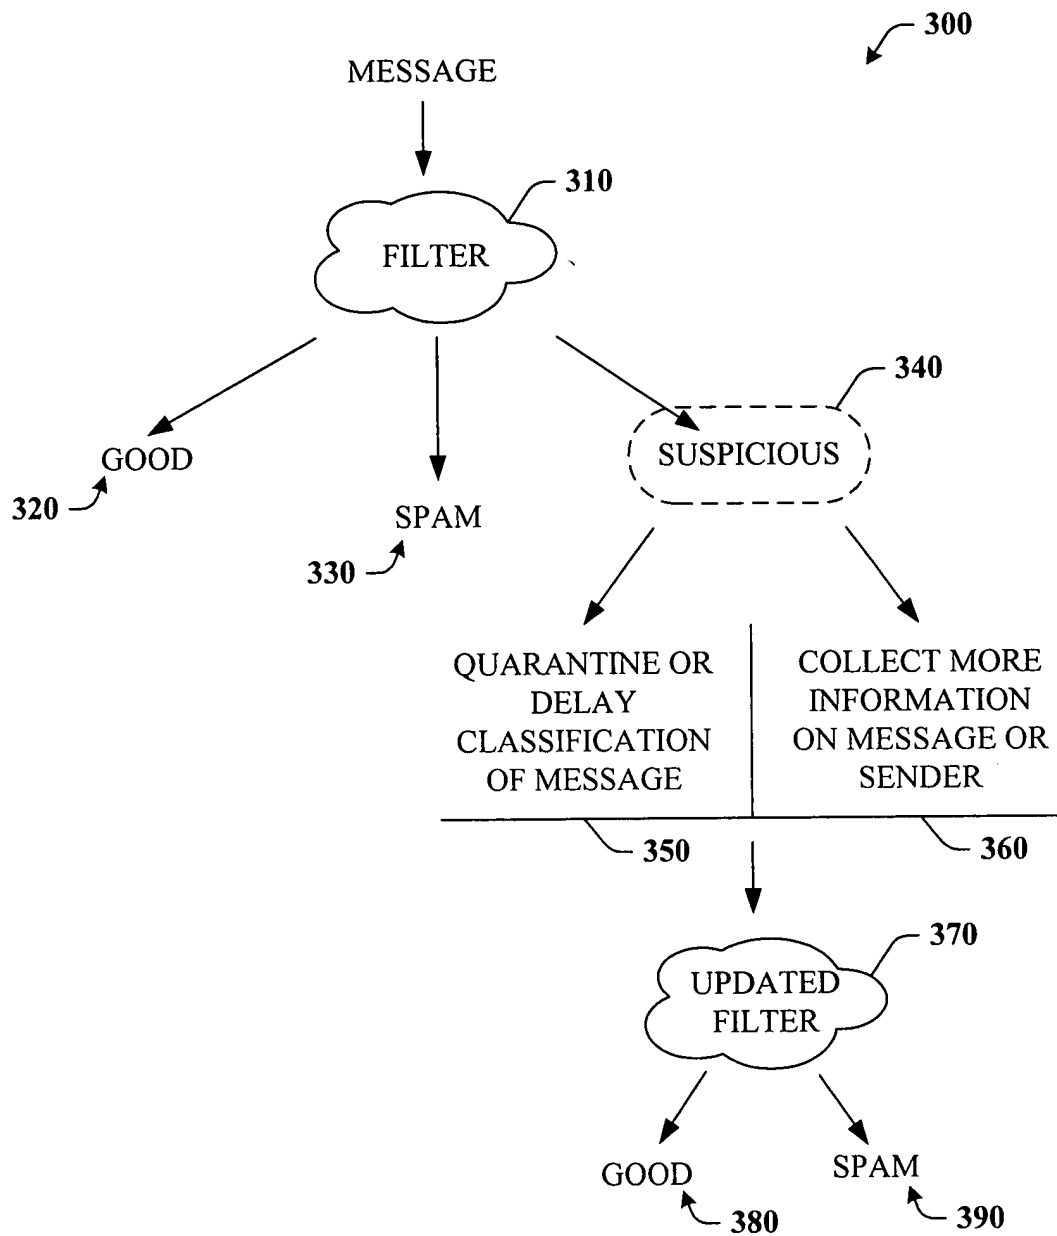 300
MESSAGE
310
FILTER
340
GOOD
SUSPICIOUS
320
SPAM
330
QUARANTINE OR
DELAY
CLASSIFICATION
OF MESSAGE
COLLECT MORE
INFORMATION
ON MESSAGE OR
SENDER
350
360
370
UPDATED
FILTER
GOOD
SPAM
380
390